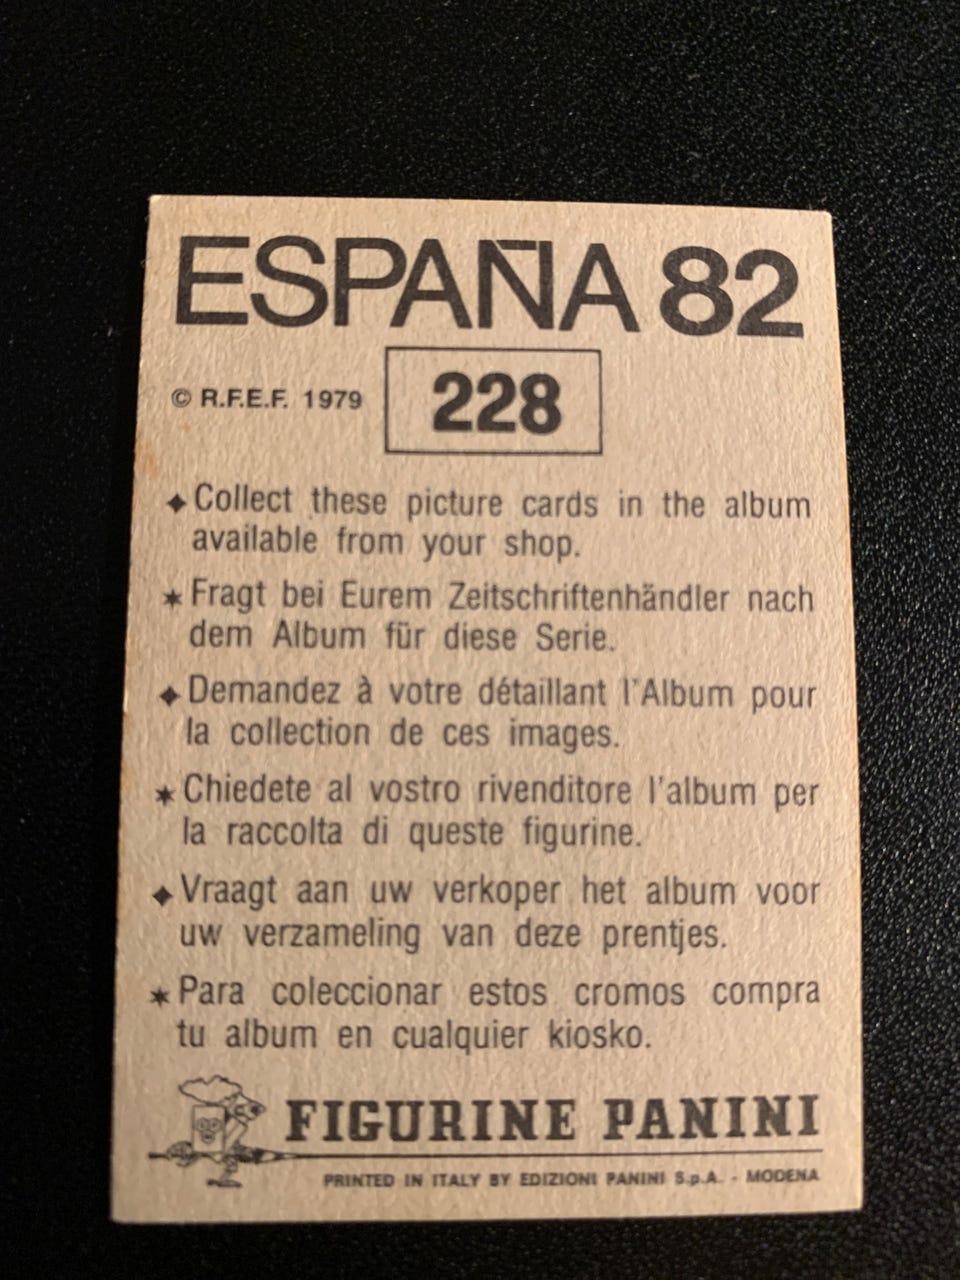 ESPAÑA 82
© R.F.E.F. 1979
228
◆ Collect these picture cards in the album
available from your shop.
★ Fragt bei Eurem Zeitschriftenhändler nach
dem Album für diese Serie.
◆ Demandez à votre détaillant l'Album pour
la collection de ces images.
★ Chiedete al vostro rivenditore l'album per
la raccolta di queste figurine.
◆ Vraagt aan uw verkoper het album voor
uw verzameling van deze prentjes.
★ Para coleccionar estos cromos compra
tu album en cualquier kiosko.
FIGURINE PANINI
PRINTED IN ITALY BY EDIZIONI PANINI S.p.A. - MODENA